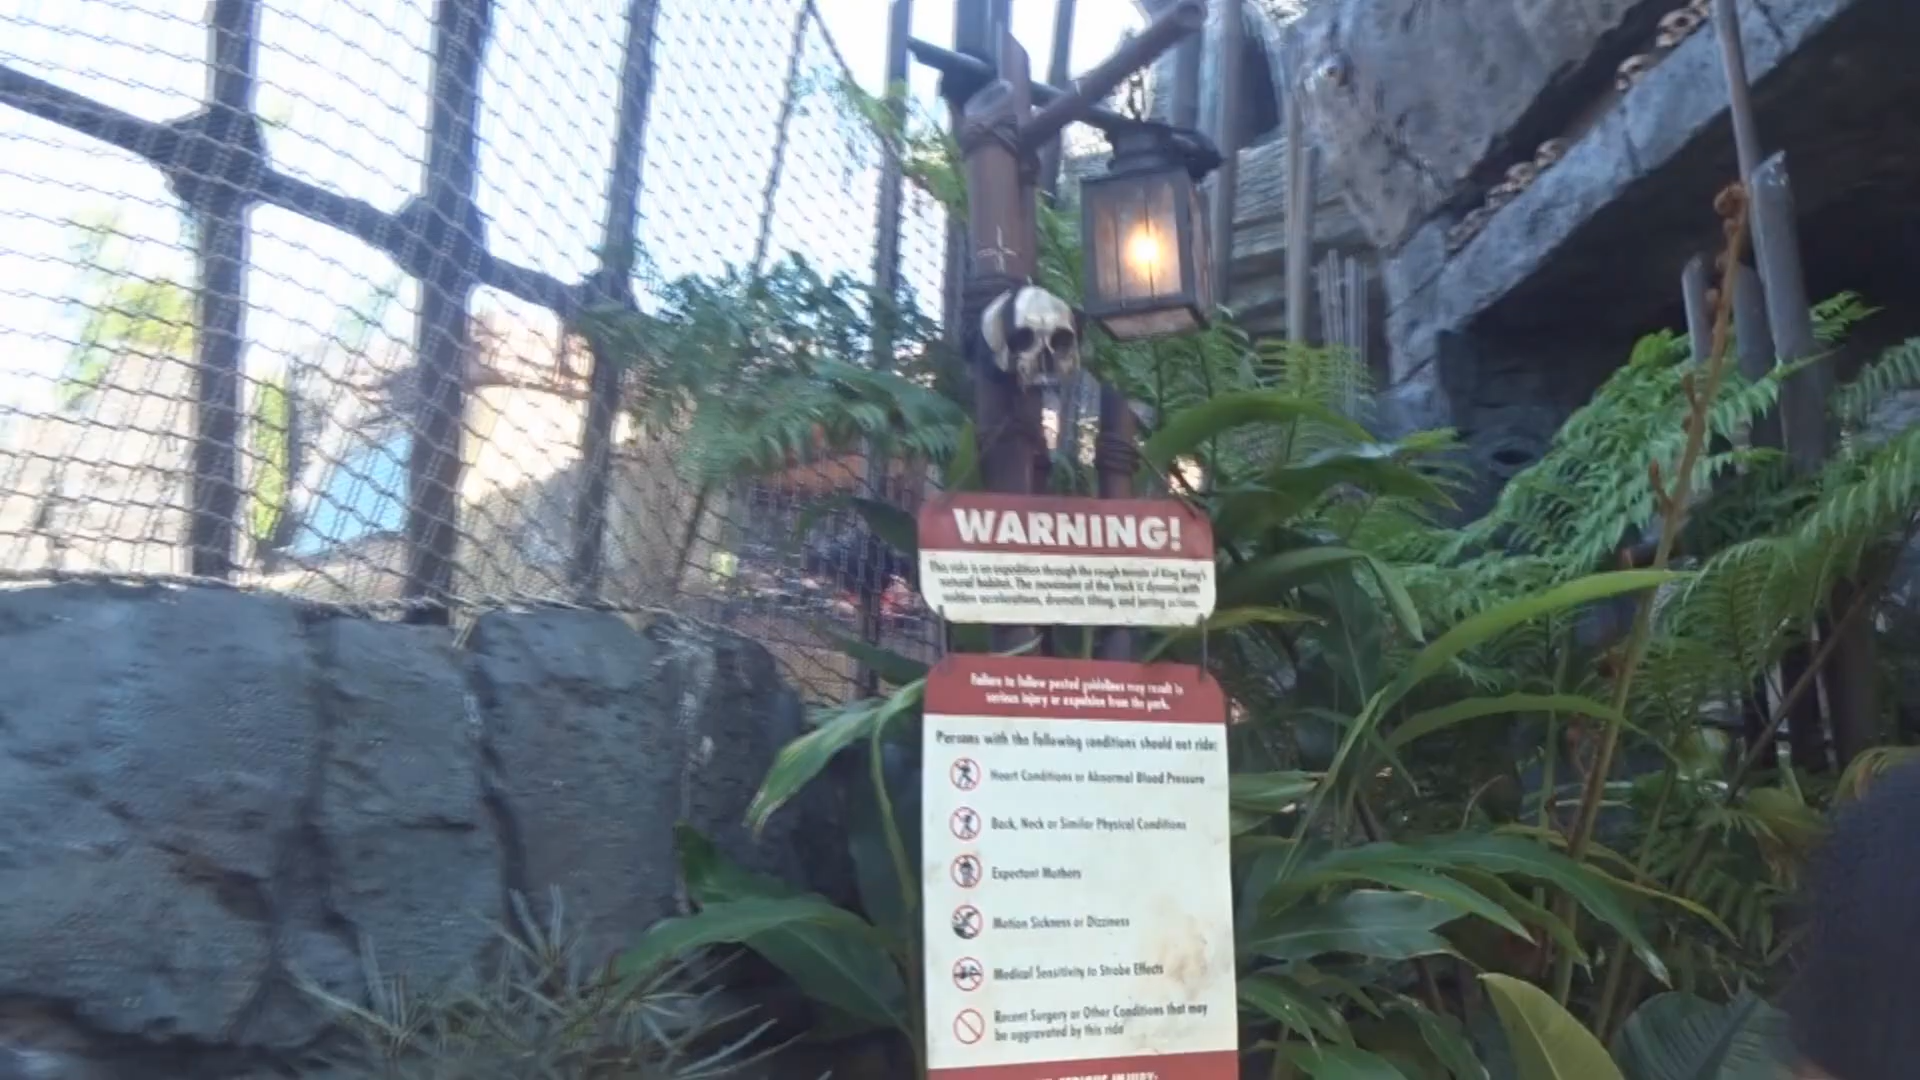 WARNING!
This ride is an expedition through the rough terrain of King Kong's
natural habitat. The movement of the truck is dynamic with
sudden accelerations, dramatic tilting, and jarring actions.
Failure to follow posted guidelines may result in
serious injury or expulsion from the park.
Persons with the following conditions should not ride:
Heart Conditions or Abnormal Blood Pressure
Back, Neck or Similar Physical Conditions
Expectant Mothers
Motion Sickness or Dizziness
Medical Sensitivity to Strobe Effects
Recent Surgery or Other Conditions that may
be aggravated by this ride
SERIOUS INJURY: